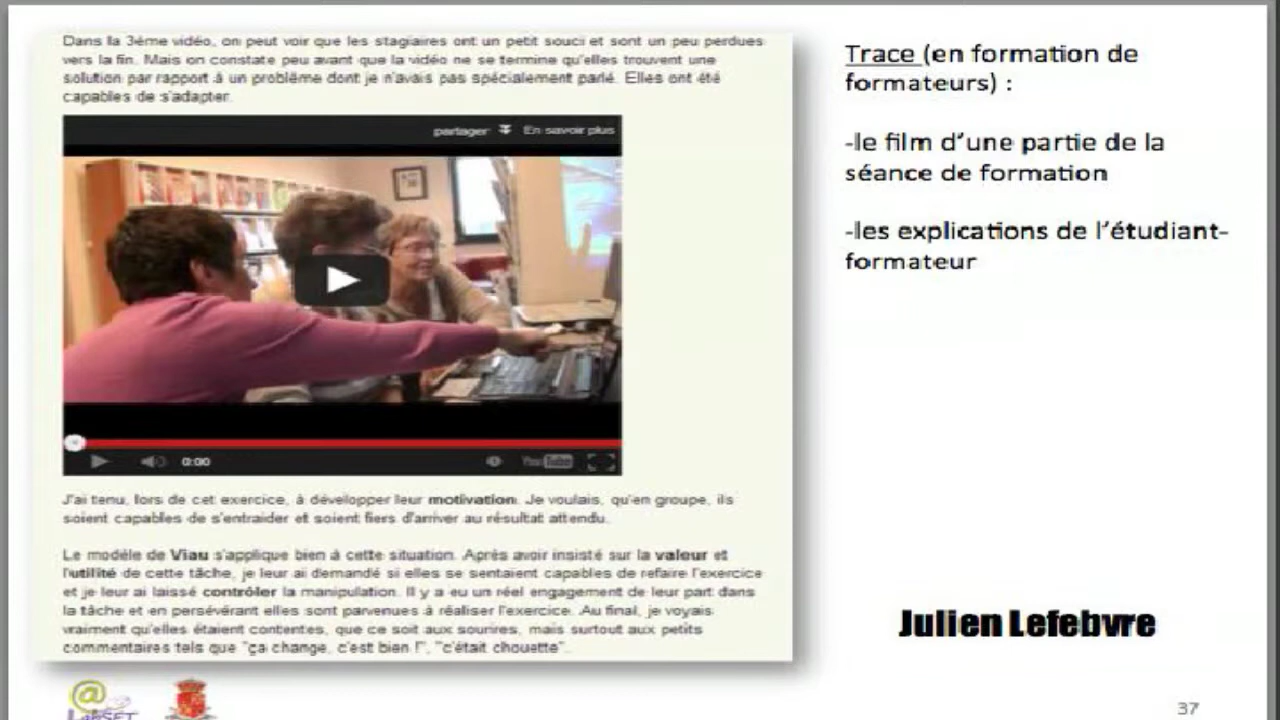 Dans la 3ème vidéo, on peut voir que les stagiaires ont un petit souci et sont un peu perdues
vers la fin. Mais on constate peu avant que la vidéo ne se termine qu'elles trouvent une
solution par rapport à un problème dont je n'avais pas spécialement parlé. Elles ont été
capables de s'adapter.
partager En savoir plus
0:00
YouTube
J'ai tenu, lors de cet exercice, à développer leur motivation. Je voulais, qu'en groupe, ils
soient capables de s'entraider et soient fiers d'arriver au résultat attendu.
Le modèle de Viau s'applique bien à cette situation. Après avoir insisté sur la valeur et
l'utilité de cette tâche, je leur ai demandé si elles se sentaient capables de refaire l'exercice
et je leur ai laissé contrôler la manipulation. Il y a eu un réel engagement de leur part dans
la tâche et en persévérant elles sont parvenues à réaliser l'exercice. Au final, je voyais
vraiment qu'elles étaient contentes, que ce soit aux sourires, mais surtout aux petits
commentaires tels que "ça change, c'est bien !", "c'était chouette".
Trace (en formation de
formateurs) :
-le film d'une partie de la
séance de formation
-les explications de l'étudiant-
formateur
Julien Lefebvre
@
LabSET
37